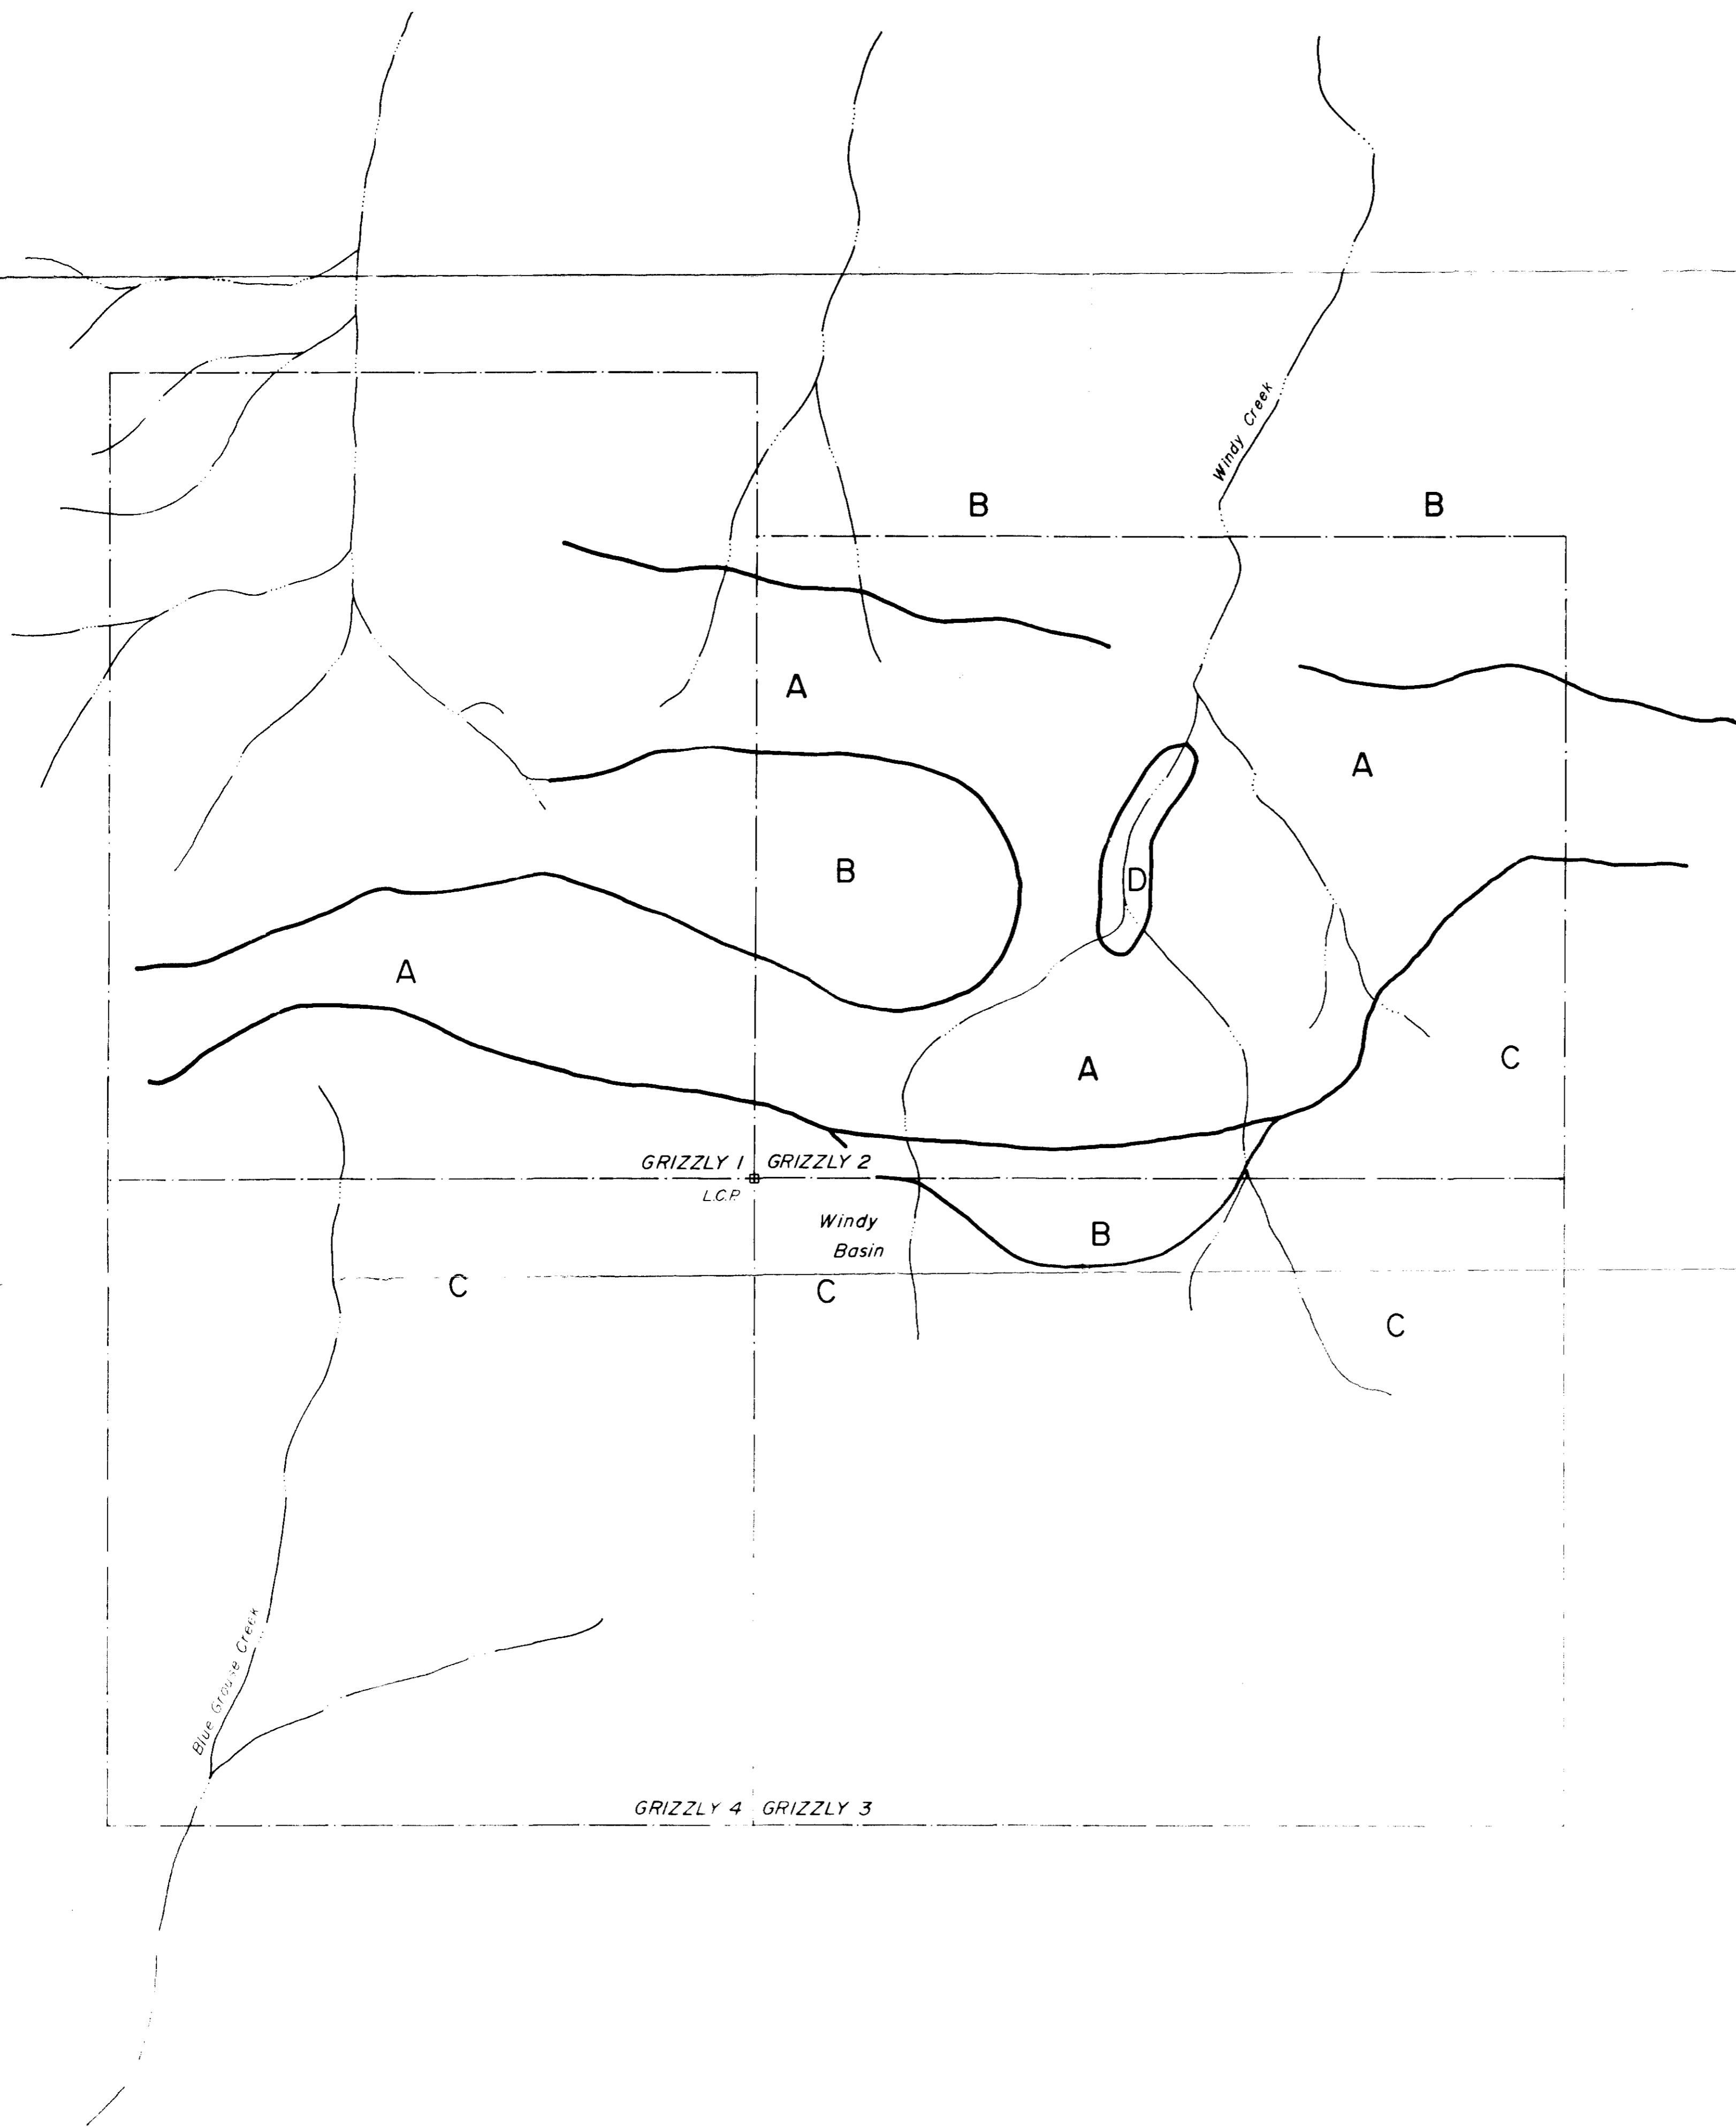 Windy Creek
B
B
A
A
B
D
A
A
C
GRIZZLY 1
GRIZZLY 2
L.C.P.
Windy
Basin
B
C
C
C
Blue Grouse Creek
GRIZZLY 4
GRIZZLY 3